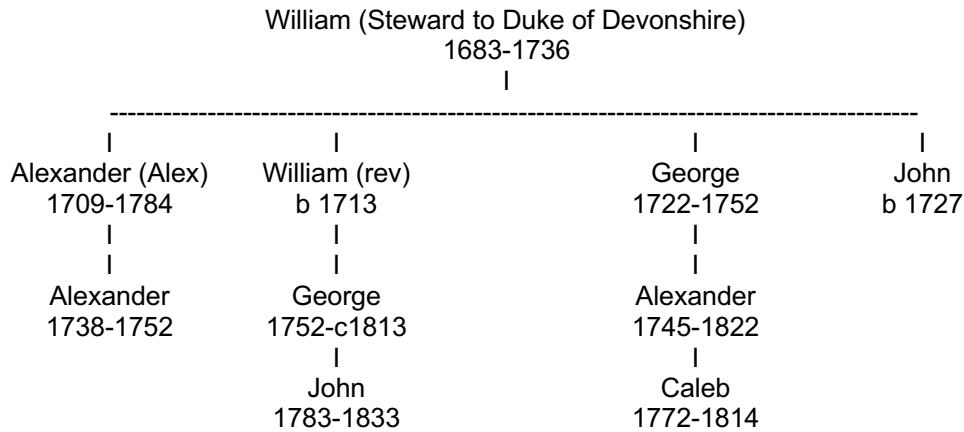 William (Steward to Duke of Devonshire)
1683-1736
I
-----------------------------------------------------------------------------------------
I I I I
Alexander (Alex) William (rev) George John
1709-1784 b 1713 1722-1752 b 1727
I I I
I I I
Alexander George Alexander
1738-1752 1752-c1813 1745-1822
I I
John Caleb
1783-1833 1772-1814